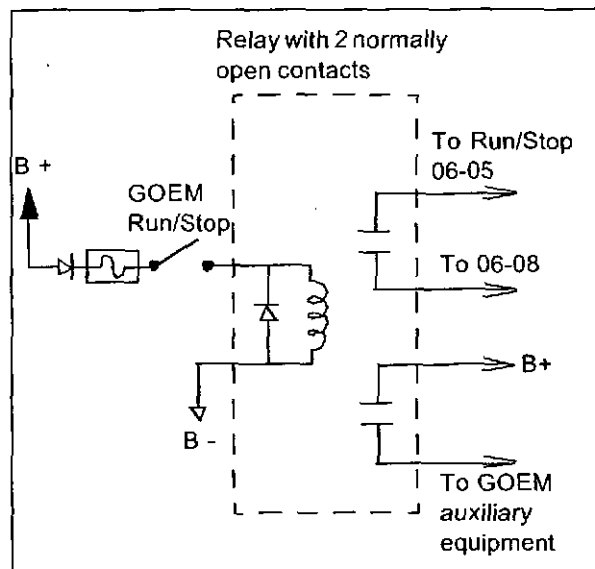 Relay with 2 normally
open contacts
B +
GOEM
Run/Stop
To Run/Stop
06-05
To 06-08
B+
B -
To GOEM
auxiliary
equipment